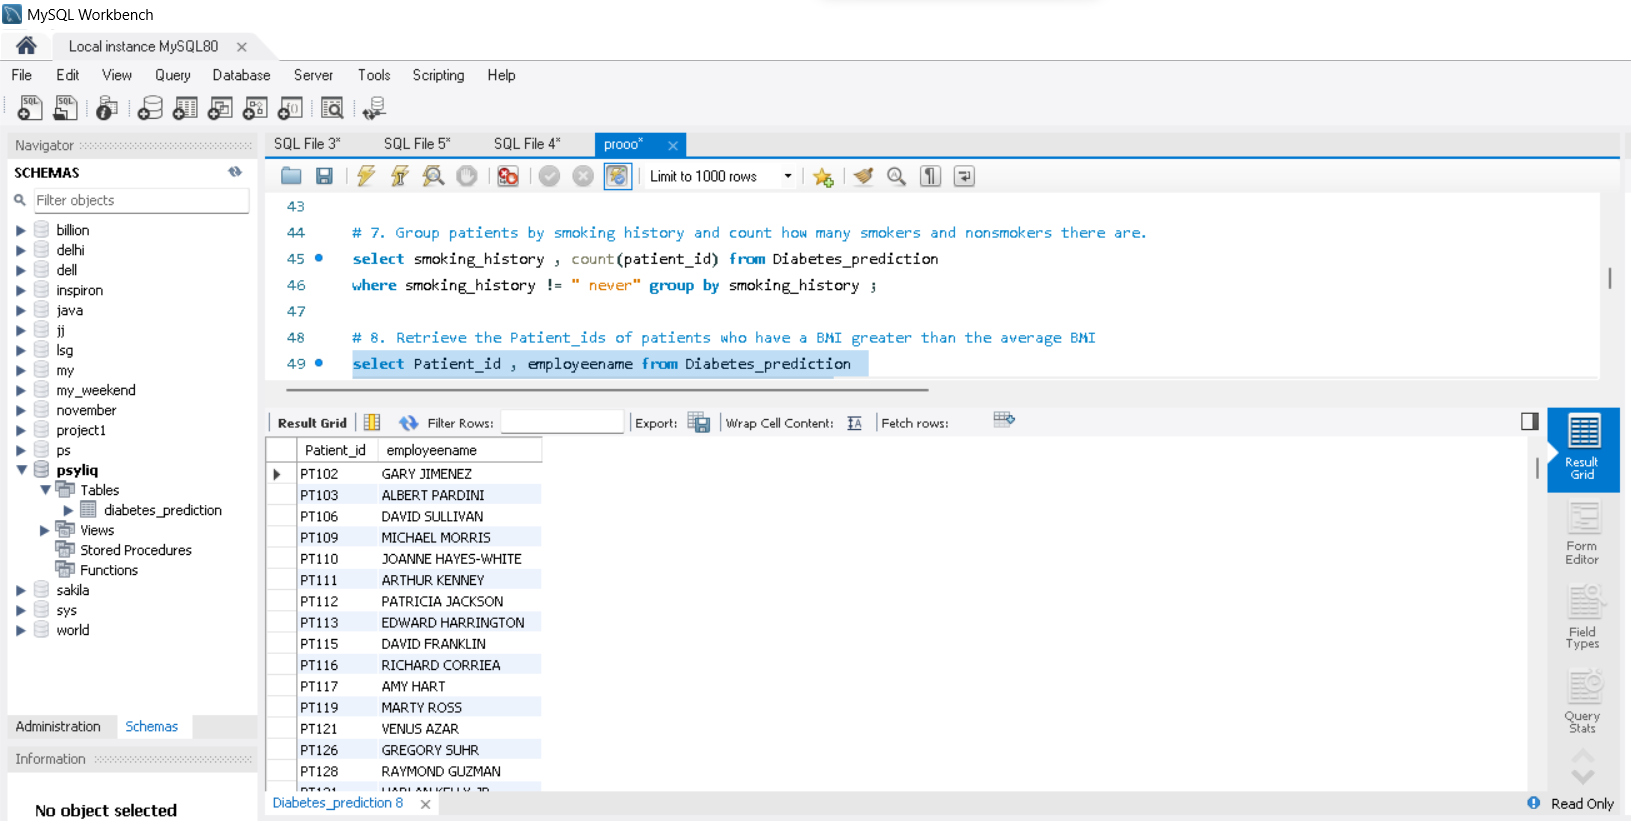 MySQL Workbench
Local instance MySQL80
File Edit View Query Database Server Tools Scripting Help
Navigator
SCHEMAS
Filter objects
billion
delhi
dell
inspiron
java
jj
lsg
my
my_weekend
november
project1
ps
psyliq
Tables
diabetes_prediction
Views
Stored Procedures
Functions
sakila
sys
world
Administration Schemas
Information
No object selected
SQL File 3* SQL File 5* SQL File 4* prooo*
Limit to 1000 rows
43
44 # 7. Group patients by smoking history and count how many smokers and nonsmokers there are.
45 select smoking_history , count(patient_id) from Diabetes_prediction
46 where smoking_history != " never" group by smoking_history ;
47
48 # 8. Retrieve the Patient_ids of patients who have a BMI greater than the average BMI
49 select Patient_id , employeename from Diabetes_prediction
Result Grid Filter Rows: Export: Wrap Cell Content: Fetch rows:
Patient_id employeename
PT102 GARY JIMENEZ
PT103 ALBERT PARDINI
PT106 DAVID SULLIVAN
PT109 MICHAEL MORRIS
PT110 JOANNE HAYES-WHITE
PT111 ARTHUR KENNEY
PT112 PATRICIA JACKSON
PT113 EDWARD HARRINGTON
PT115 DAVID FRANKLIN
PT116 RICHARD CORRIEA
PT117 AMY HART
PT119 MARTY ROSS
PT121 VENUS AZAR
PT126 GREGORY SUHR
PT128 RAYMOND GUZMAN
Result
Grid
Form
Editor
Field
Types
Query
Stats
Diabetes_prediction 8
Read Only